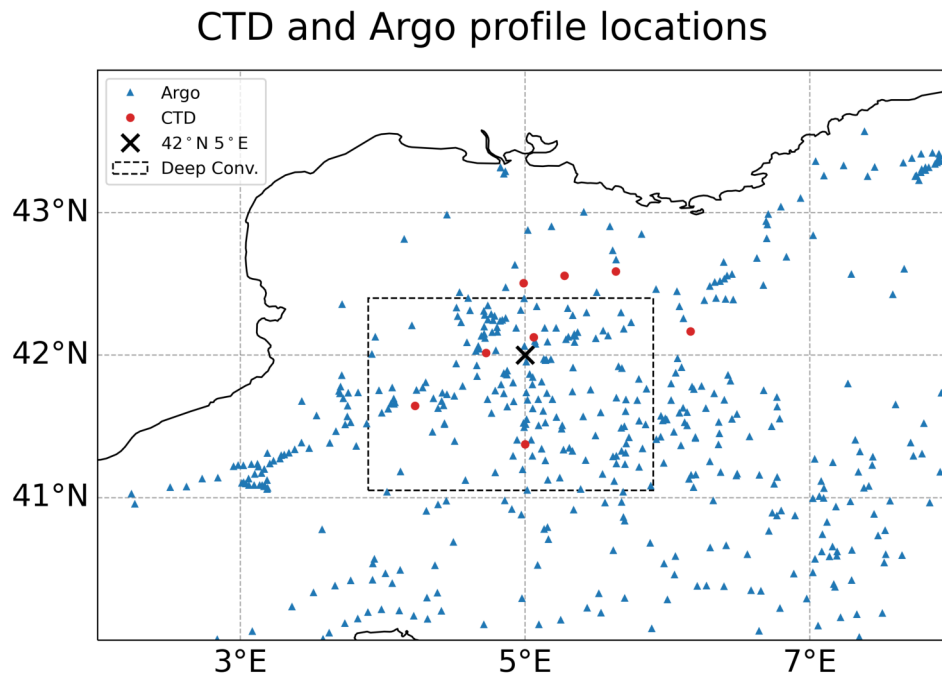 CTD and Argo profile locations
Argo
CTD
42°N 5°E
Deep Conv.
43°N
42°N
41°N
3°E
5°E
7°E